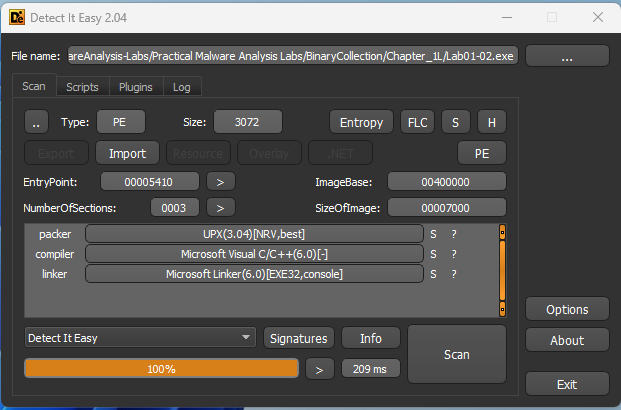 Detect It Easy 2.04
File name: areAnalysis-Labs/Practical Malware Analysis Labs/BinaryCollection/Chapter_1L/Lab01-02.exe ...
Scan Scripts Plugins Log
.. Type: PE Size: 3072 Entropy FLC S H
Export Import Resource Overlay .NET PE
EntryPoint: 00005410 > ImageBase: 00400000
NumberOfSections: 0003 > SizeOfImage: 00007000
packer UPX(3.04)[NRV,best] S ?
compiler Microsoft Visual C/C++(6.0)[-] S ?
linker Microsoft Linker(6.0)[EXE32,console] S ?
Options
Detect It Easy Signatures Info Scan About
100% > 209 ms
Exit